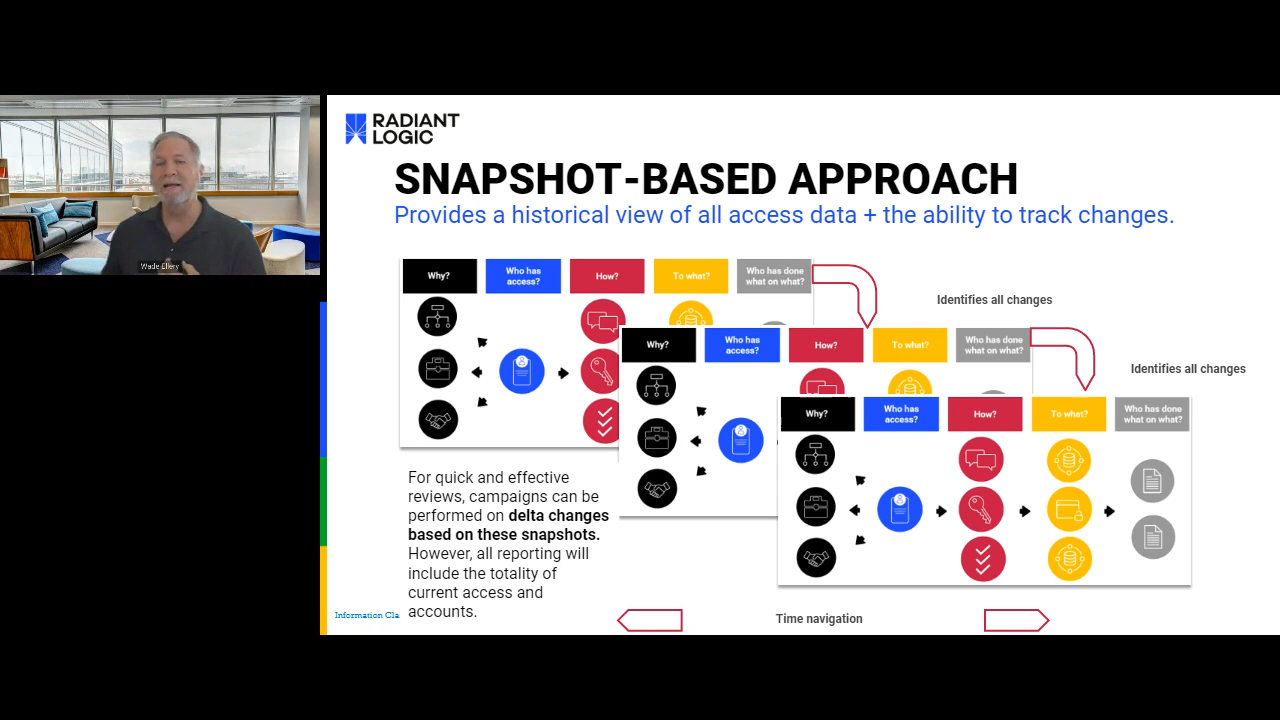 RADIANT
LOGIC
SNAPSHOT-BASED APPROACH
Provides a historical view of all access data + the ability to track changes.
Wade Ellery
Why?
Who has
access?
How?
To what?
Who has done
what on what?
Identifies all changes
Why?
Who has
access?
How?
To what?
Who has done
what on what?
Identifies all changes
Why?
Who has
access?
How?
To what?
Who has done
what on what?
For quick and effective
reviews, campaigns can be
performed on delta changes
based on these snapshots.
However, all reporting will
include the totality of
current access and
accounts.
Information Cla
Time navigation